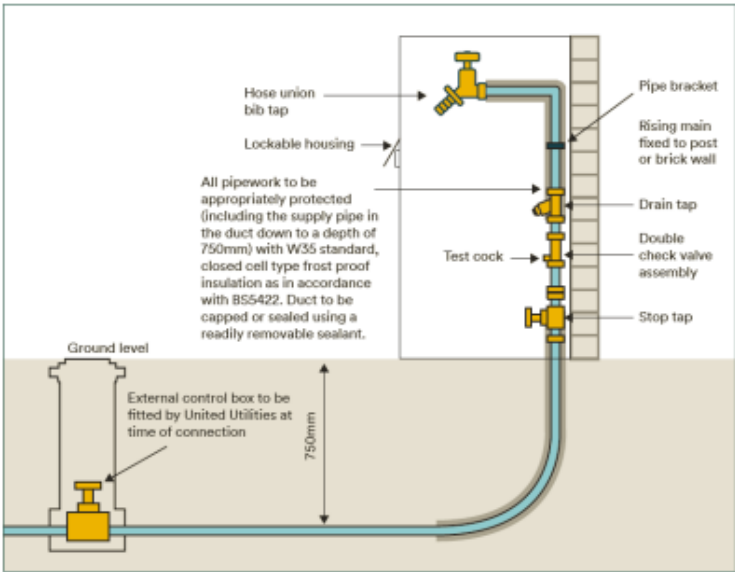 Hose union
bib tap
Pipe bracket
Lockable housing
Rising main
fixed to post
or brick wall
All pipework to be
appropriately protected
(including the supply pipe in
the duct down to a depth of
750mm) with W35 standard,
closed cell type frost proof
insulation as in accordance
with BS5422. Duct to be
capped or sealed using a
readily removable sealant.
Drain tap
Test cock
Double
check valve
assembly
Stop tap
Ground level
External control box to be
fitted by United Utilities at
time of connection
750mm